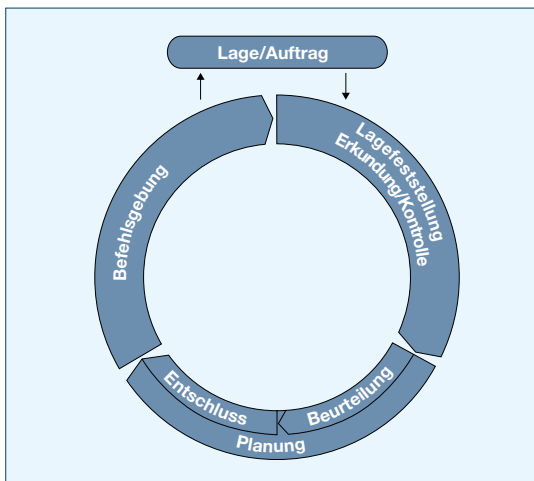 Lage/Auftrag
Lagefeststellung
Erkundung/Kontrolle
Beurteilung
Entschluss
Planung
Befehlsgebung